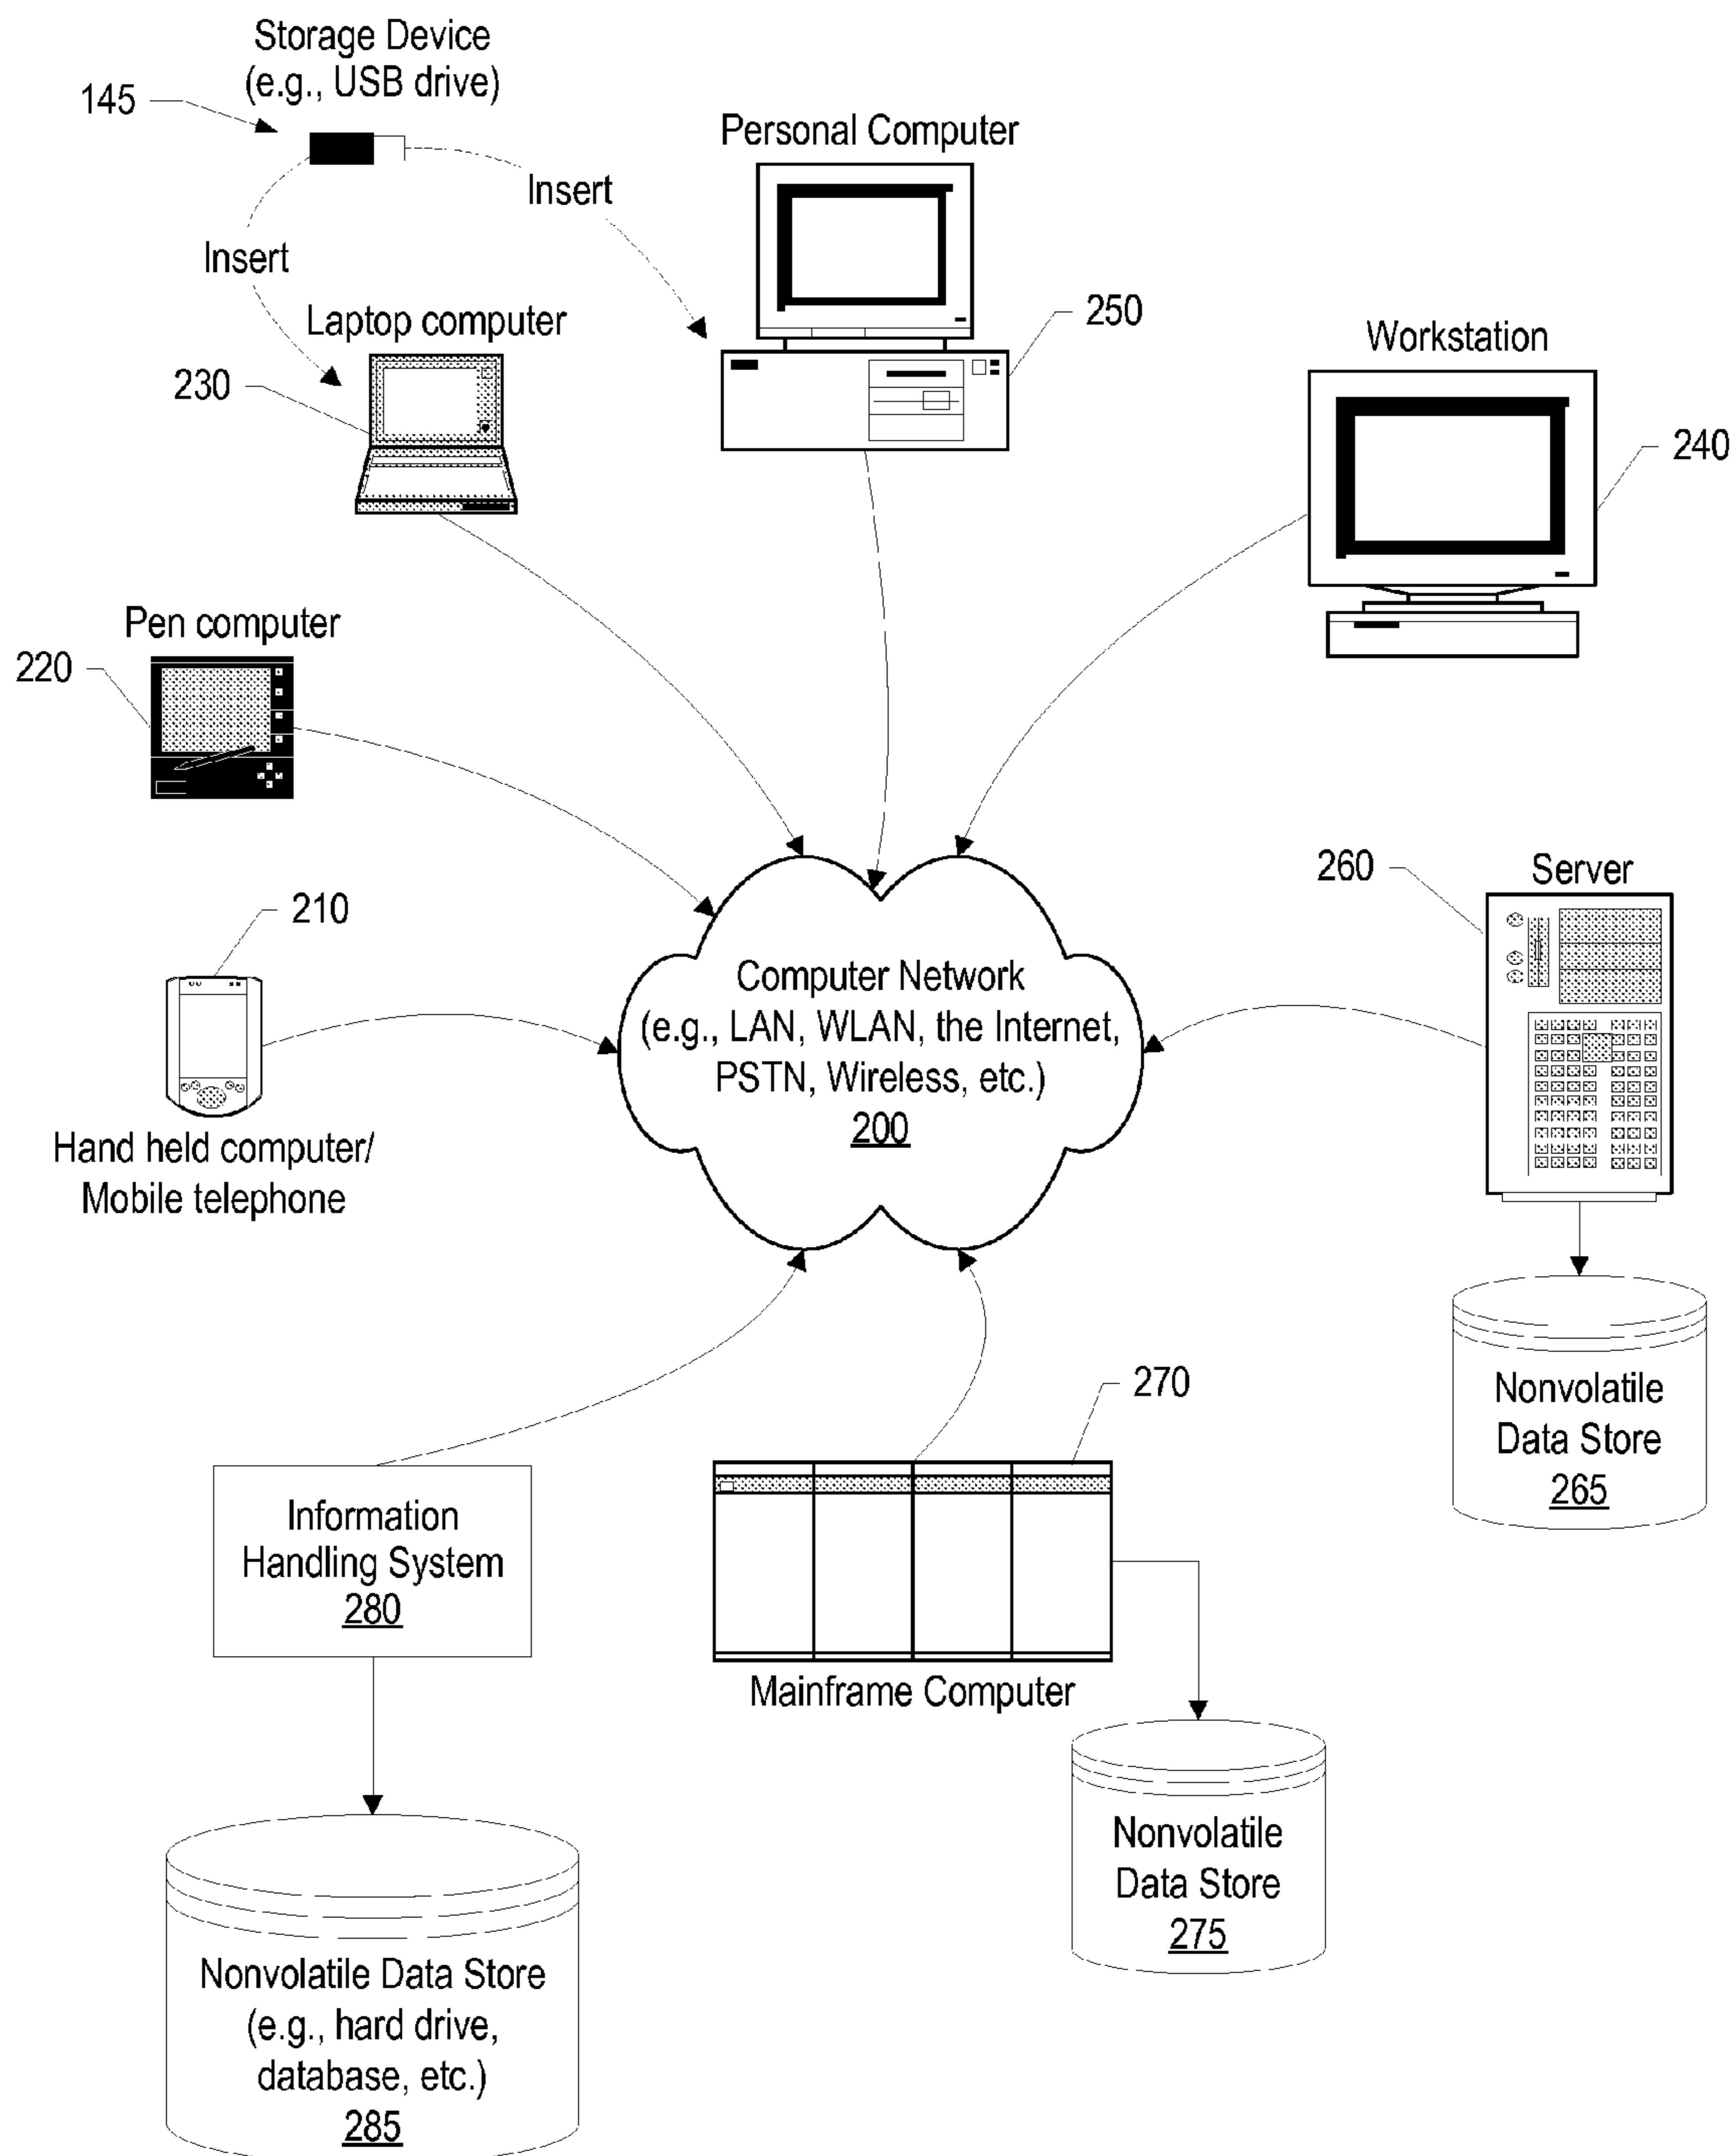 Storage Device
(e.g., USB drive)
145
Personal Computer
Insert
Insert
Laptop computer
250
Workstation
230
240
Pen computer
220
260
Server
210
Computer Network
(e.g., LAN, WLAN, the Internet,
PSTN, Wireless, etc.)
200
Hand held computer/
Mobile telephone
270
Nonvolatile
Data Store
265
Information
Handling System
280
Mainframe Computer
Nonvolatile
Data Store
275
Nonvolatile Data Store
(e.g., hard drive,
database, etc.)
285